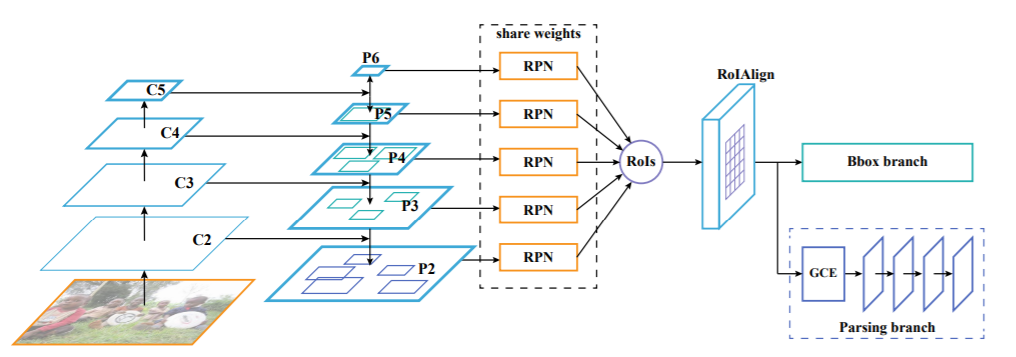 share weights
P6
RPN
RoIAlign
C5
P5
RPN
C4
P4
RPN
RoIs
Bbox branch
C3
P3
RPN
C2
P2
RPN
GCE
Parsing branch